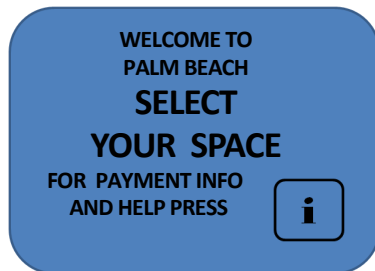 WELCOME TO
PALM BEACH
SELECT
YOUR SPACE
FOR PAYMENT INFO
AND HELP PRESS
i